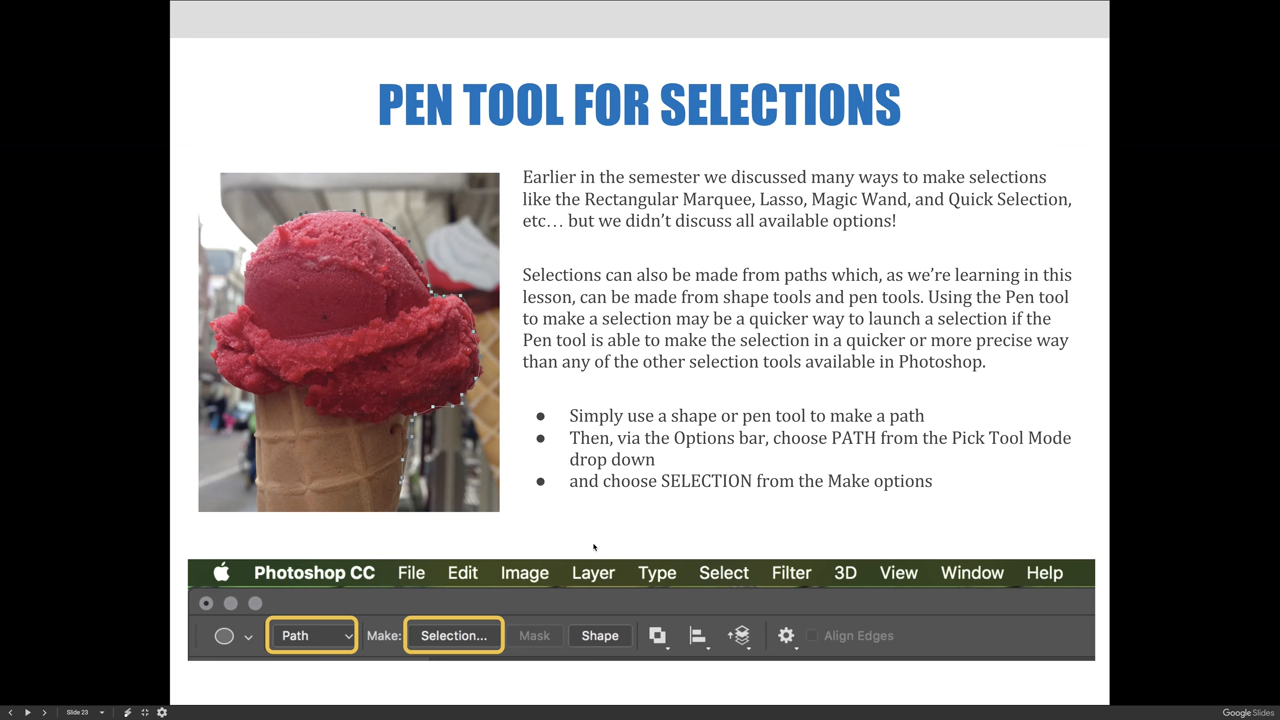 PEN TOOL FOR SELECTIONS
Earlier in the semester we discussed many ways to make selections
like the Rectangular Marquee, Lasso, Magic Wand, and Quick Selection,
etc… but we didn’t discuss all available options!
Selections can also be made from paths which, as we’re learning in this
lesson, can be made from shape tools and pen tools. Using the Pen tool
to make a selection may be a quicker way to launch a selection if the
Pen tool is able to make the selection in a quicker or more precise way
than any of the other selection tools available in Photoshop.
● Simply use a shape or pen tool to make a path
● Then, via the Options bar, choose PATH from the Pick Tool Mode
drop down
● and choose SELECTION from the Make options
Photoshop CC File Edit Image Layer Type Select Filter 3D View Window Help
Path Make: Selection... Mask Shape Align Edges
Slide 23 Google Slides